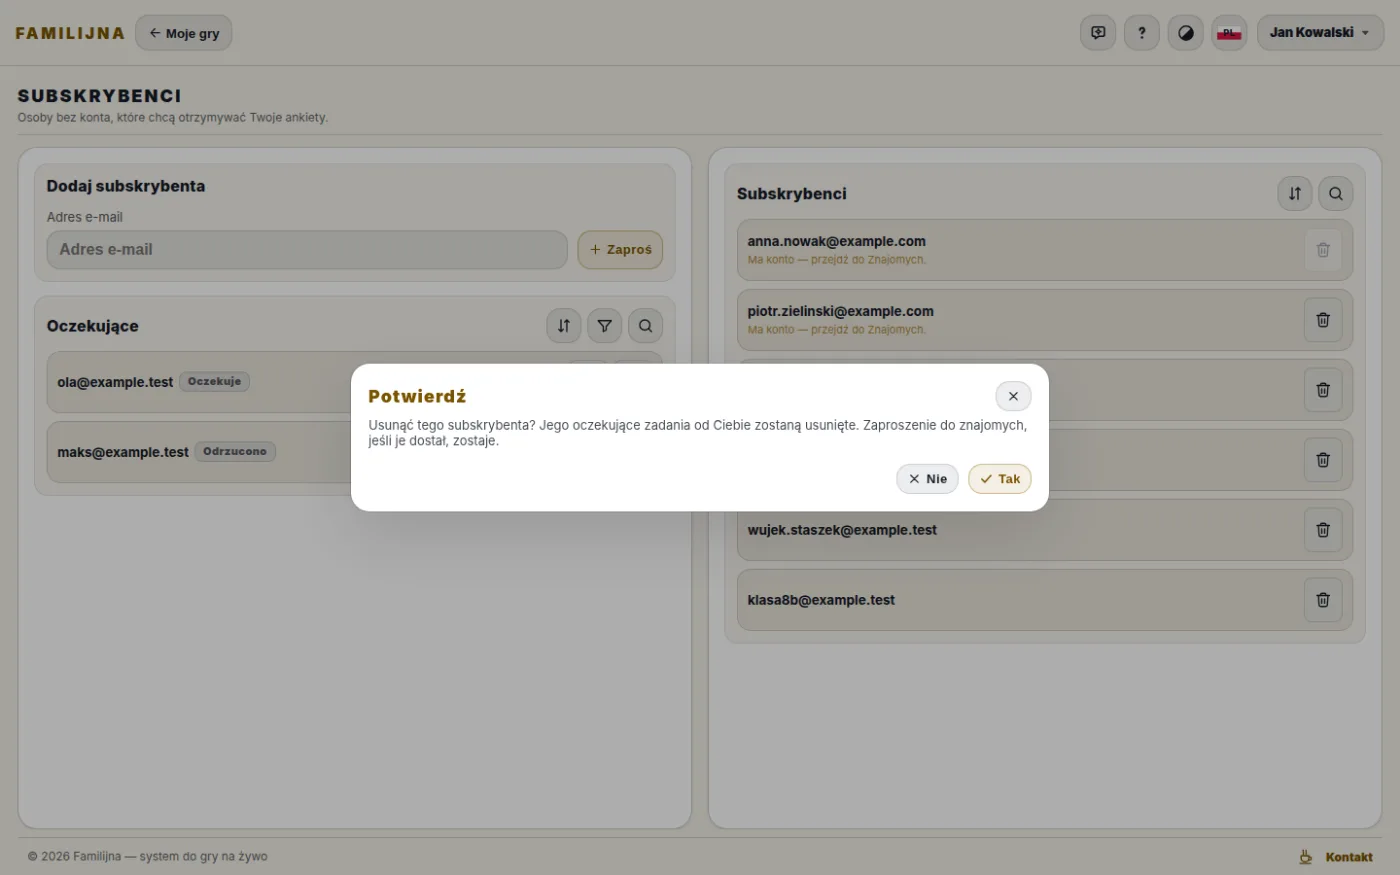 FAMILIJNA
Moje gry
?
PL
Jan Kowalski
SUBSKRYBENCI
Osoby bez konta, które chcą otrzymywać Twoje ankiety.
Dodaj subskrybenta
Adres e-mail
Adres e-mail
Zaproś
Oczekujące
ola@example.test Oczekuje
maks@example.test Odrzucono
Subskrybenci
anna.nowak@example.com
Ma konto — przejdź do Znajomych.
piotr.zielinski@example.com
Ma konto — przejdź do Znajomych.
wujek.staszek@example.test
klasa8b@example.test
Potwierdź
Usunąć tego subskrybenta? Jego oczekujące zadania od Ciebie zostaną usunięte. Zaproszenie do znajomych,
jeśli je dostał, zostaje.
Nie
Tak
© 2026 Familijna — system do gry na żywo
Kontakt